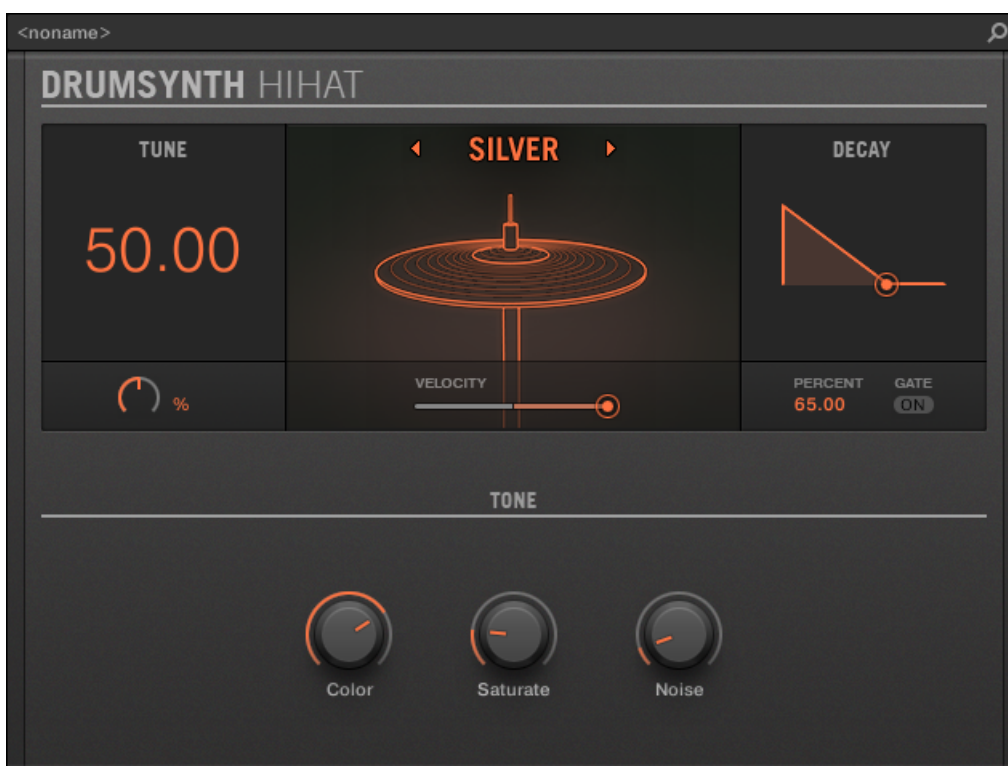 <noname>
DRUMSYNTH HIHAT
TUNE
SILVER
DECAY
50.00
%
VELOCITY
PERCENT GATE
65.00 ON
TONE
Color Saturate Noise